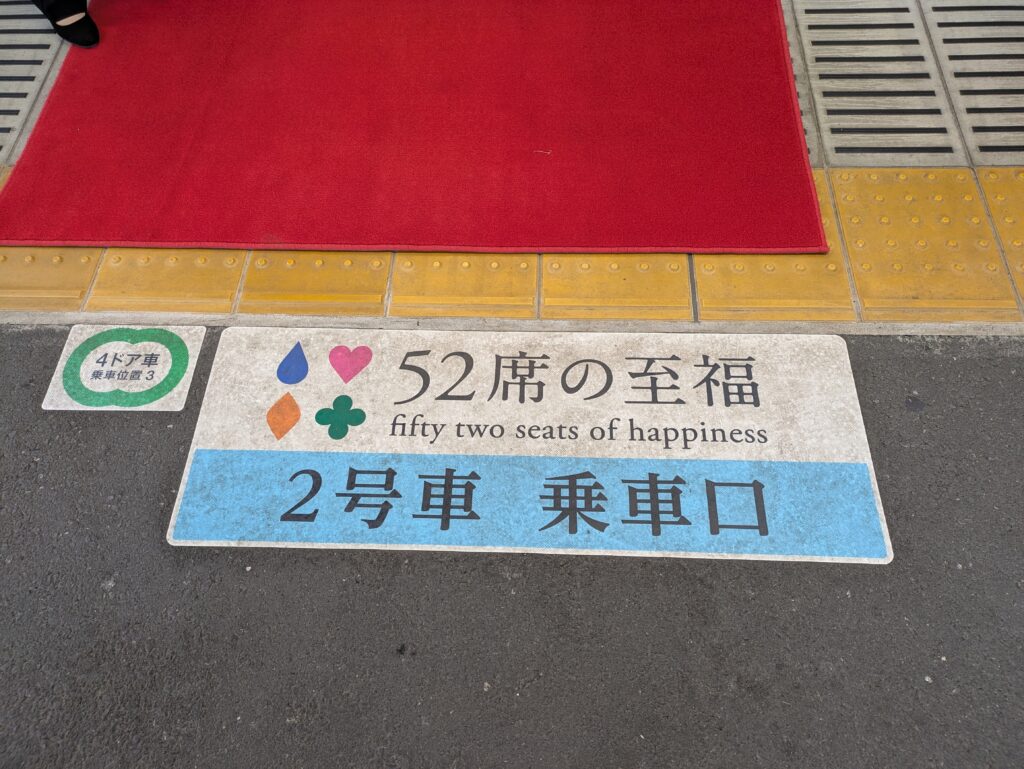 4ドア車
乗車位置 3
52席の至福
fifty two seats of happiness
2号車 乗車口